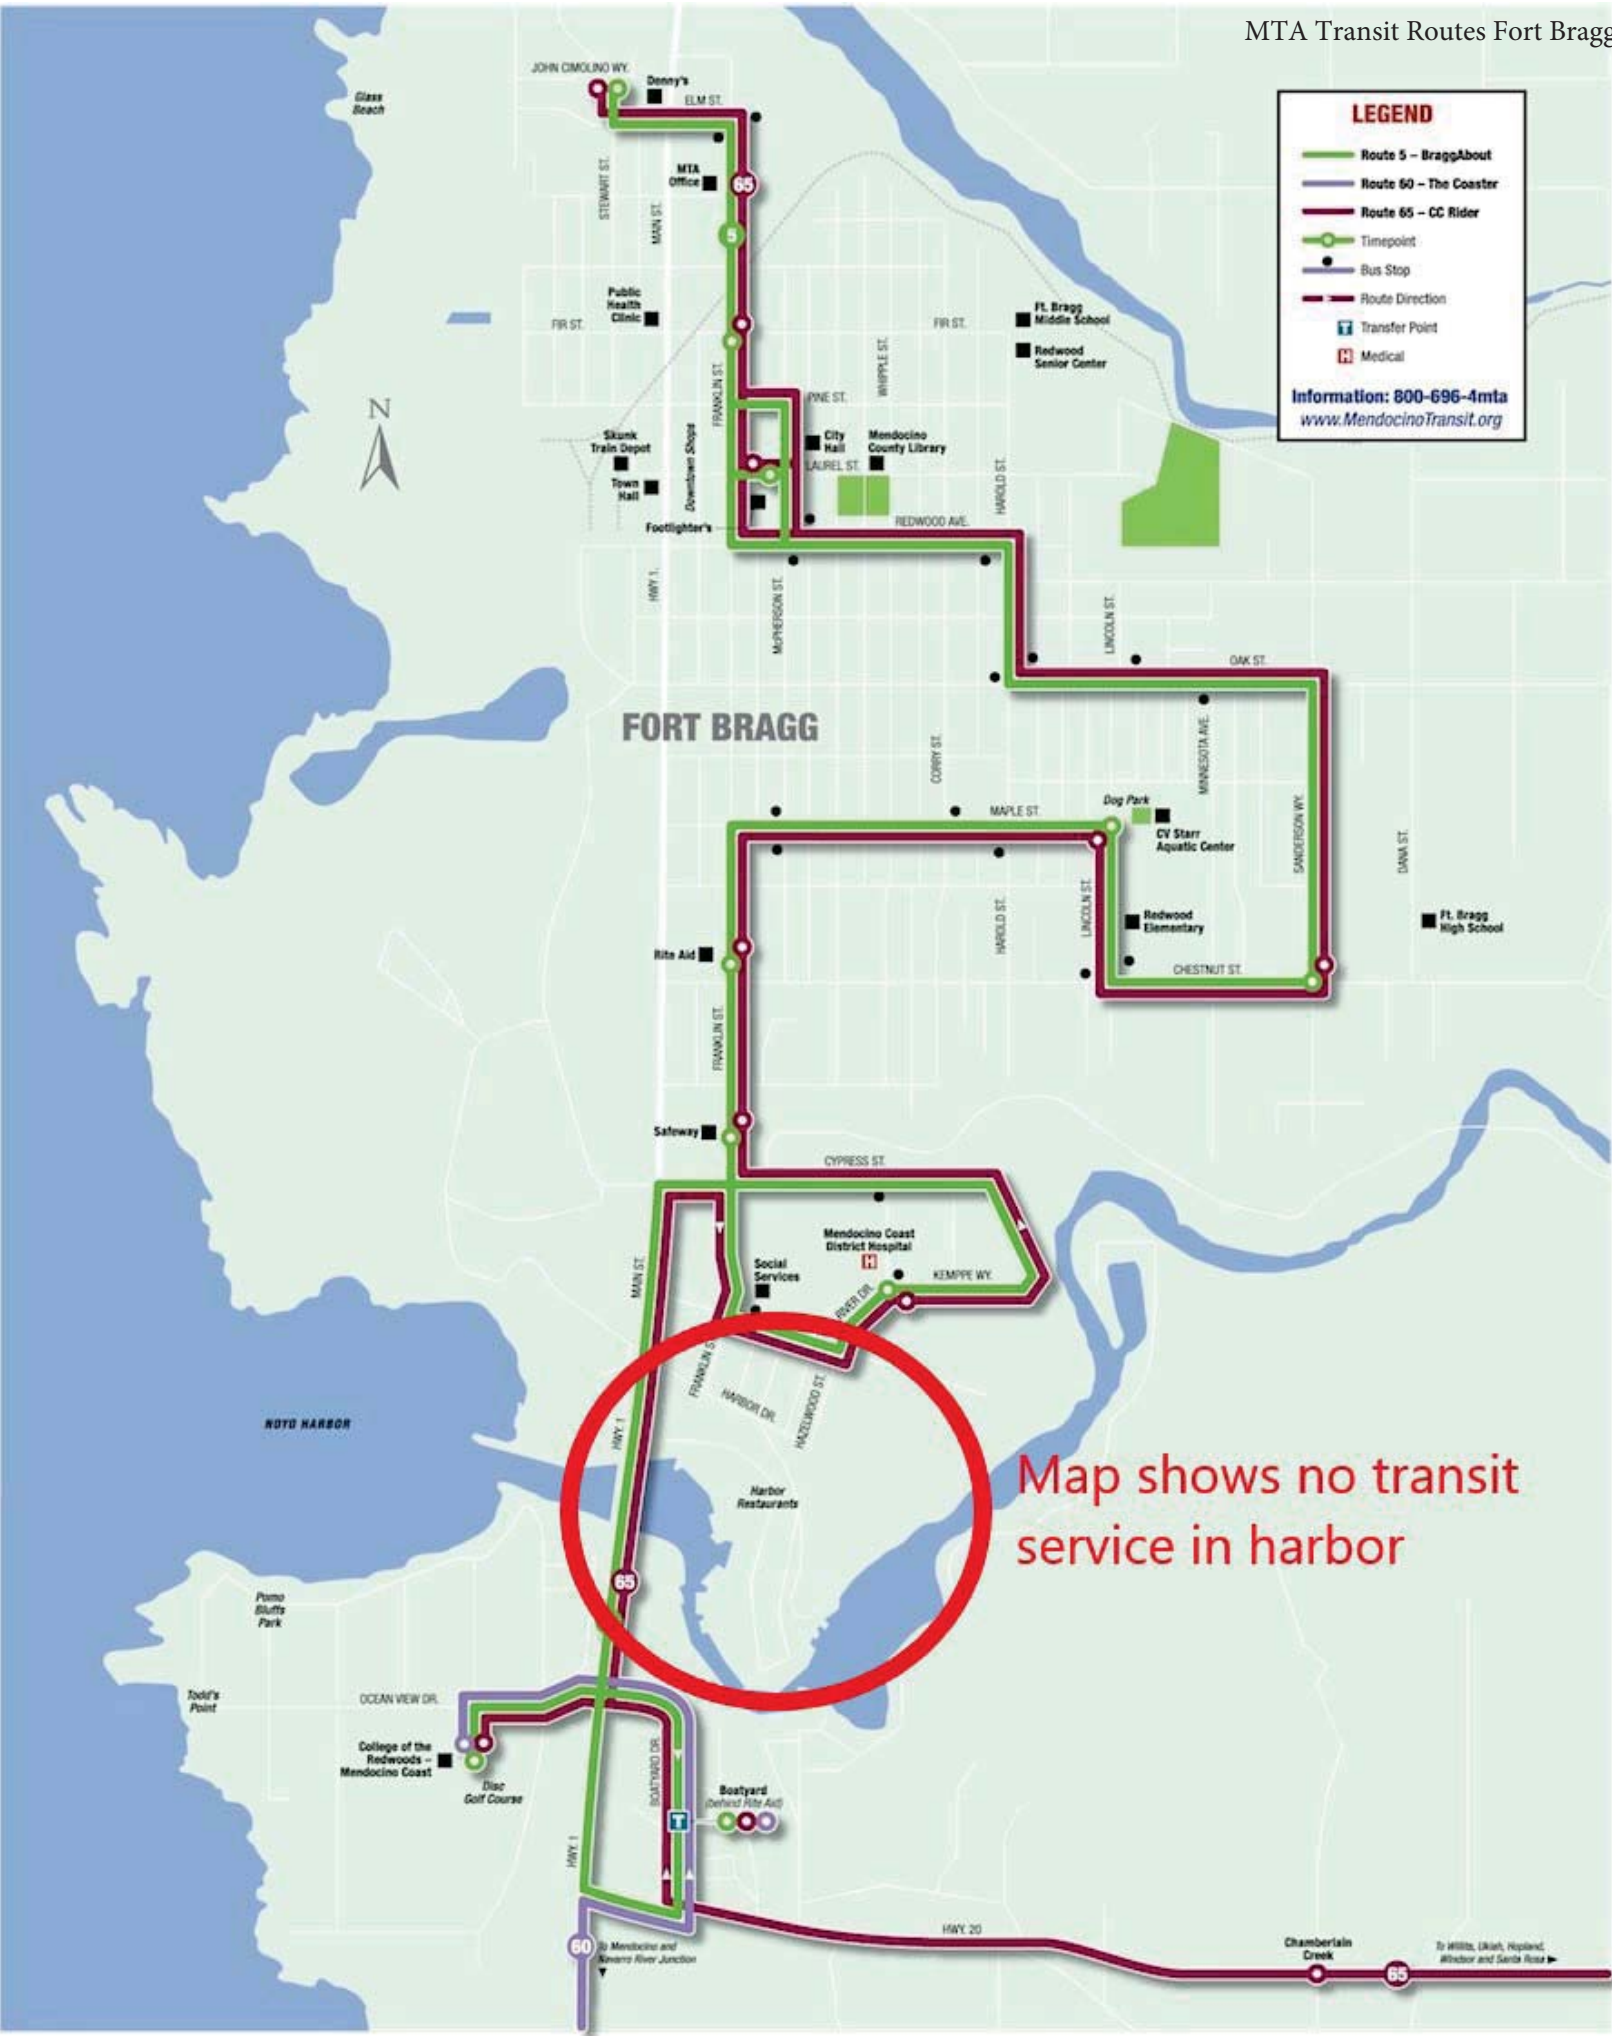 MTA Transit Routes Fort Bragg
JOHN CIMOLINO WY.
Denny's
ELM ST.
Glass
Beach
LEGEND
Route 5 – BraggAbout
Route 60 – The Coaster
Route 65 – CC Rider
Timepoint
Bus Stop
Route Direction
T Transfer Point
H Medical
Information: 800-696-4mta
www.MendocinoTransit.org
MTA
Office
65
STEWART ST.
MAIN ST.
5
Public
Health
Clinic
FIR ST.
FIR ST.
Ft. Bragg
Middle School
Redwood
Senior Center
WHIPPLE ST.
FRANKLIN ST.
PINE ST.
N
Skunk
Train Depot
Downtown Shops
City
Hall
Mendocino
County Library
LAUREL ST.
HAROLD ST.
Town
Hall
Footlighter's
REDWOOD AVE.
HWY 1.
McPHERSON ST.
LINCOLN ST.
OAK ST.
FORT BRAGG
CORRY ST.
MINNESOTA AVE.
MAPLE ST.
Dog Park
CV Starr
Aquatic Center
SANDERSON WY.
DANA ST.
HAROLD ST.
LINCOLN ST.
Redwood
Elementary
Ft. Bragg
High School
Rite Aid
CHESTNUT ST.
FRANKLIN ST.
Safeway
CYPRESS ST.
Mendocino Coast
District Hospital
H
MAIN ST.
Social
Services
KEMPPE WY.
RIVER DR.
FRANKLIN S
HARBOR DR.
HAZELWOOD ST.
NOYO HARBOR
HWY. 1
Harbor
Restaurants
Map shows no transit
service in harbor
65
Pomo
Bluffs
Park
Todd's
Point
OCEAN VIEW DR.
College of the
Redwoods –
Mendocino Coast
Disc
Golf Course
BOATYARD DR.
Boatyard
(behind Rite Aid)
T
HWY. 1
HWY. 20
60
To Mendocino and
Navarro River Junction
Chamberlain
Creek
65
To Willits, Ukiah, Hopland,
Windsor and Santa Rosa